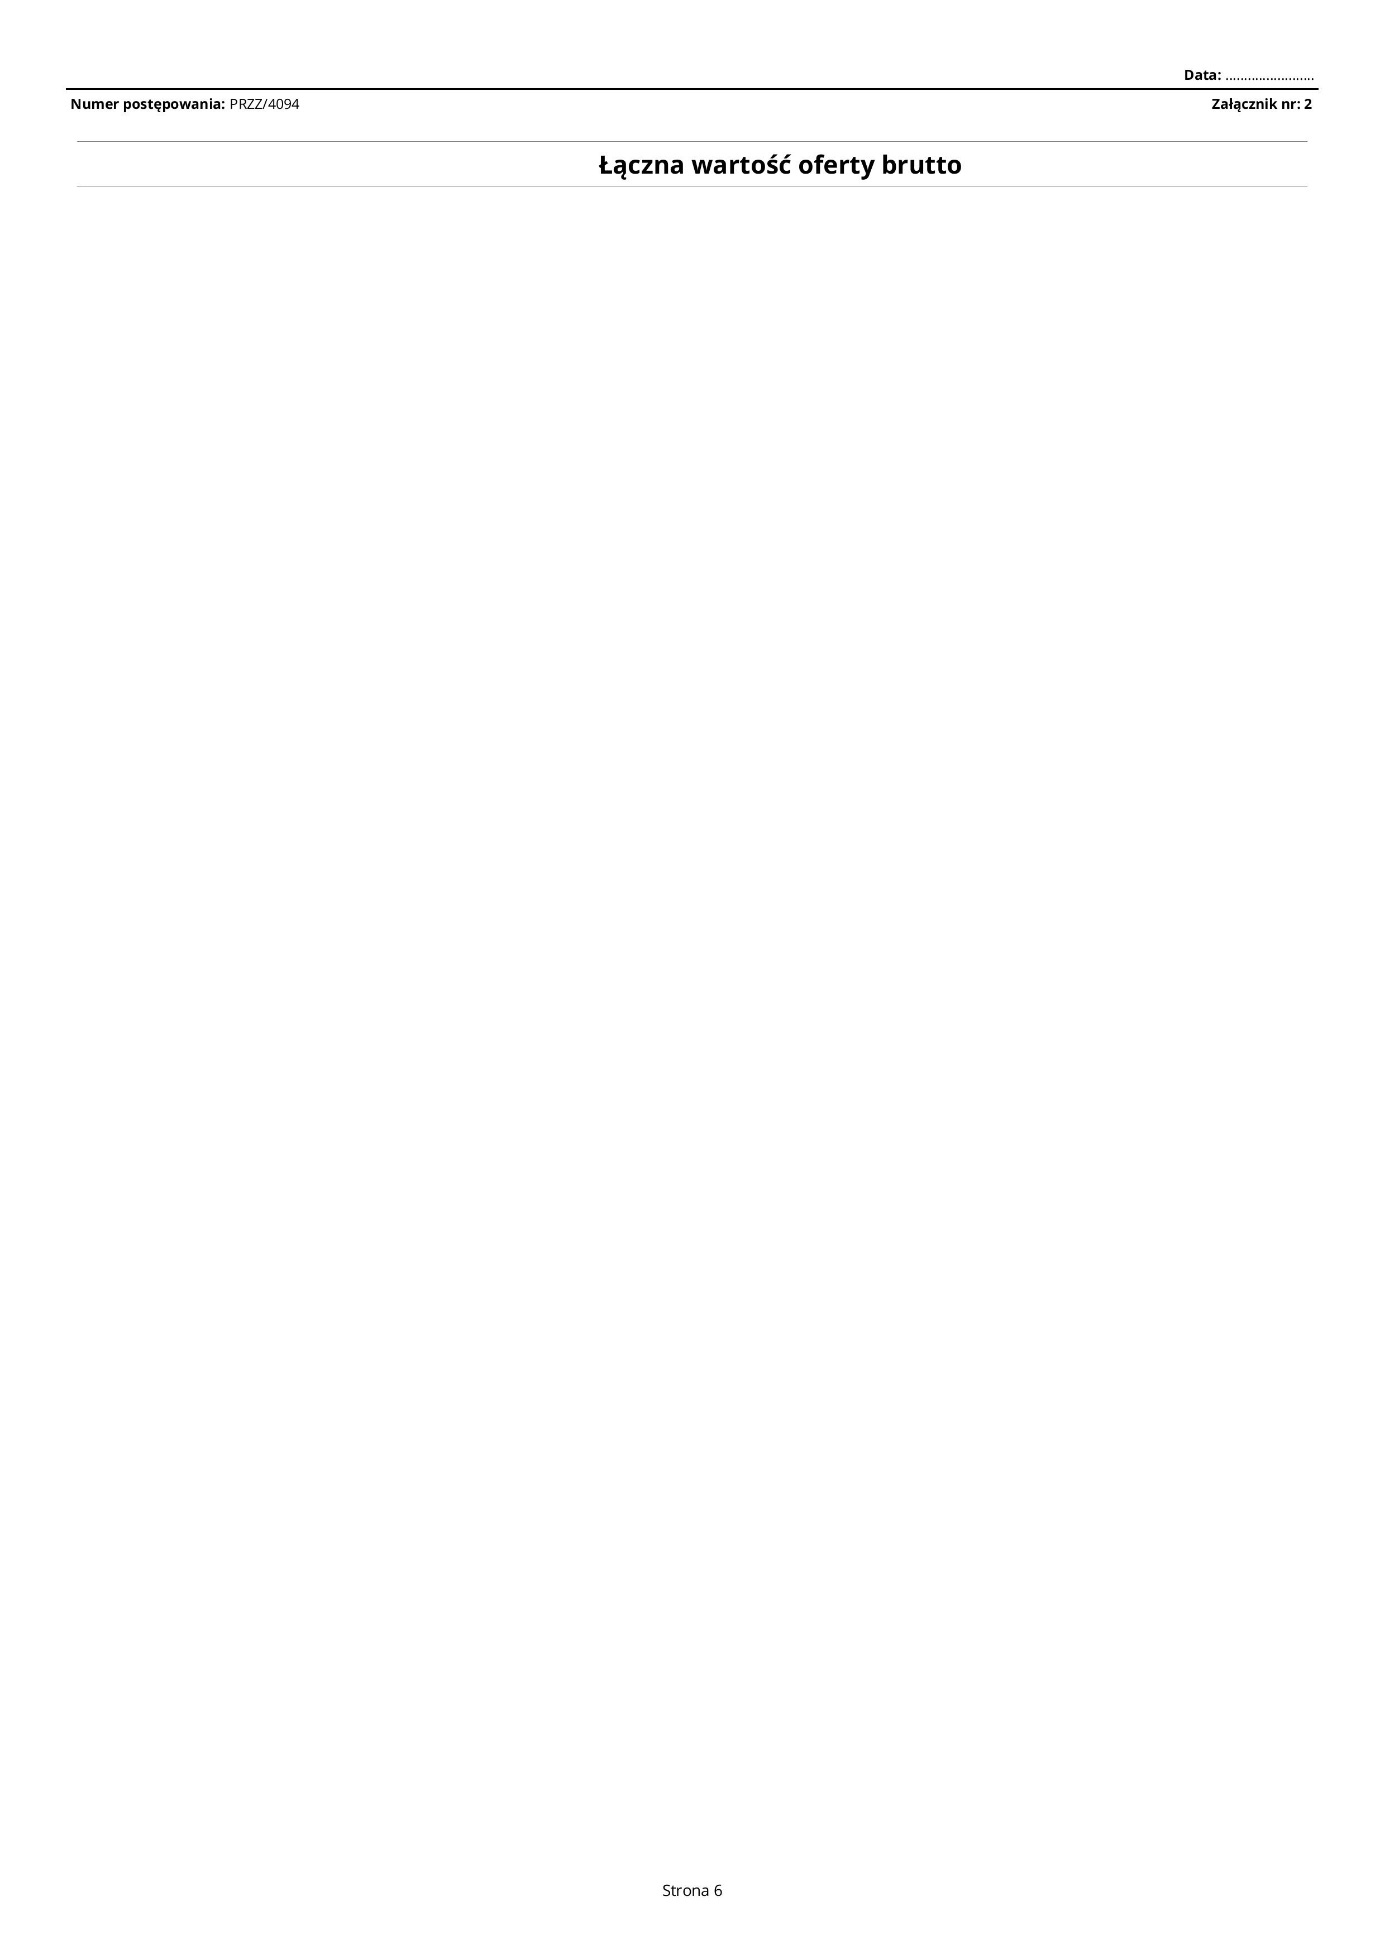 Data: ........................
Numer postępowania: PRZZ/4094 Załącznik nr: 2
Łączna wartość oferty brutto
Strona 6